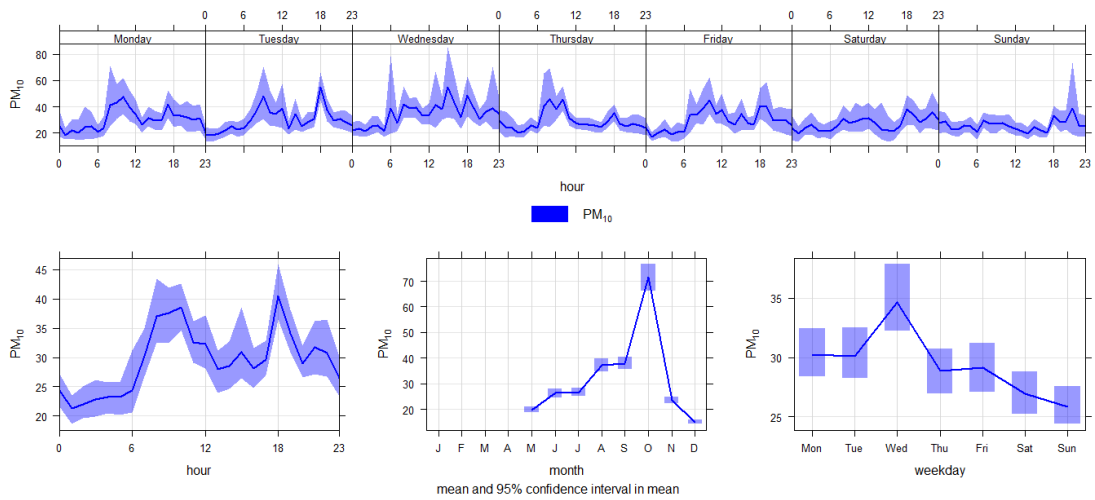 0 6 12 18 23 0 6 12 18 23 0 6 12 18 23
Monday Tuesday Wednesday Thursday Friday Saturday Sunday
80
60
40
20
PM10
0 6 12 18 23 0 6 12 18 23 0 6 12 18 23 0 6 12 18 23
hour
PM10
45
40
35
30
25
20
PM10
0 6 12 18 23
hour
70
60
50
40
30
20
PM10
J F M A M J J A S O N D
month
35
30
25
PM10
Mon Tue Wed Thu Fri Sat Sun
weekday
mean and 95% confidence interval in mean